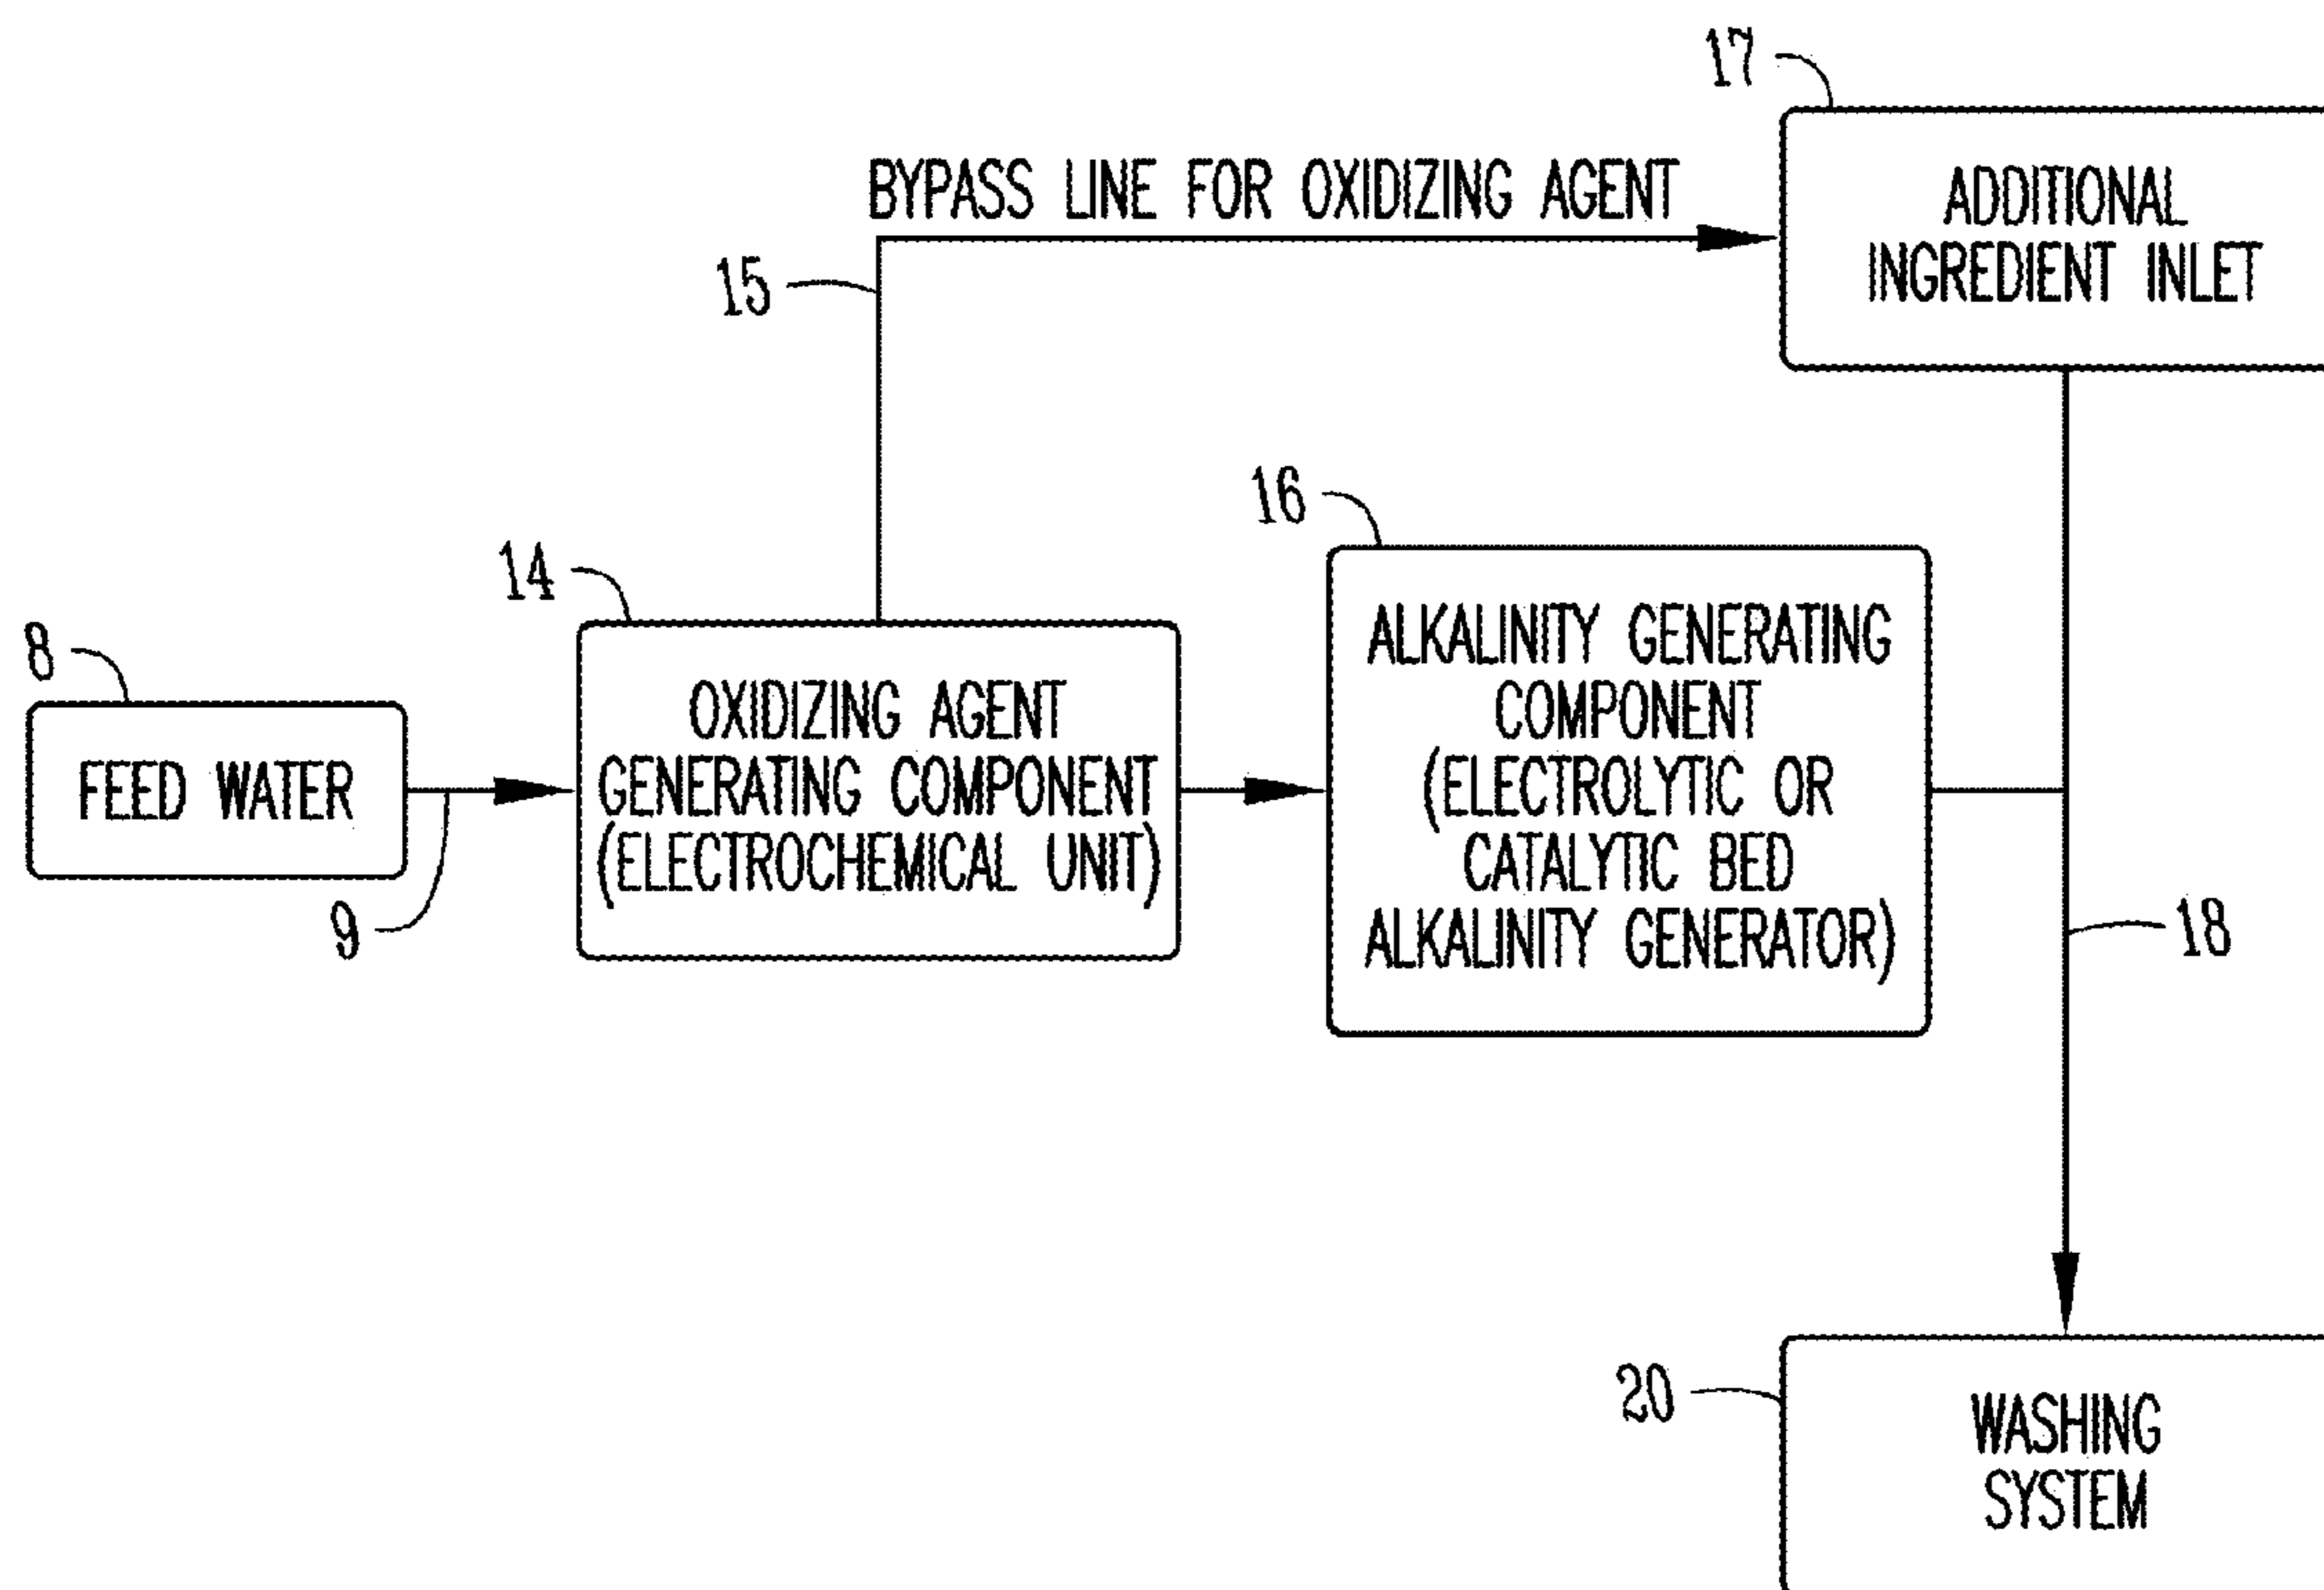 17
BYPASS LINE FOR OXIDIZING AGENT
ADDITIONAL
INGREDIENT INLET
15
16
14
8
FEED WATER
9
OXIDIZING AGENT
GENERATING COMPONENT
(ELECTROCHEMICAL UNIT)
ALKALINITY GENERATING
COMPONENT
(ELECTROLYTIC OR
CATALYTIC BED
ALKALINITY GENERATOR)
18
20
WASHING
SYSTEM